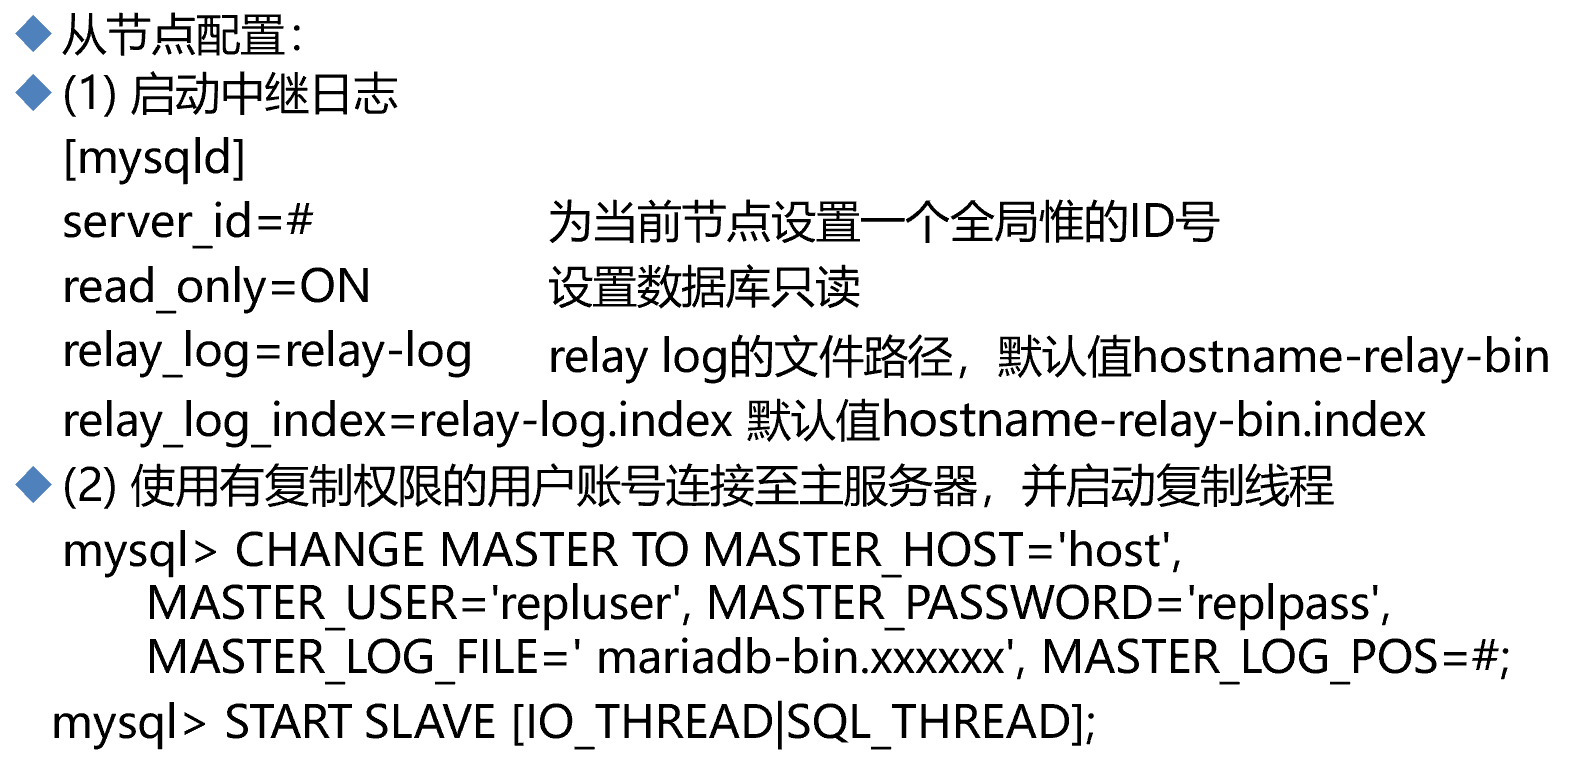 从节点配置：
(1) 启动中继日志
[mysqld]
server_id=# 为当前节点设置一个全局惟的ID号
read_only=ON 设置数据库只读
relay_log=relay-log relay log的文件路径，默认值hostname-relay-bin
relay_log_index=relay-log.index 默认值hostname-relay-bin.index
(2) 使用有复制权限的用户账号连接至主服务器，并启动复制线程
mysql> CHANGE MASTER TO MASTER_HOST='host',
MASTER_USER='repluser', MASTER_PASSWORD='replpass',
MASTER_LOG_FILE=' mariadb-bin.xxxxxx', MASTER_LOG_POS=#;
mysql> START SLAVE [IO_THREAD|SQL_THREAD];